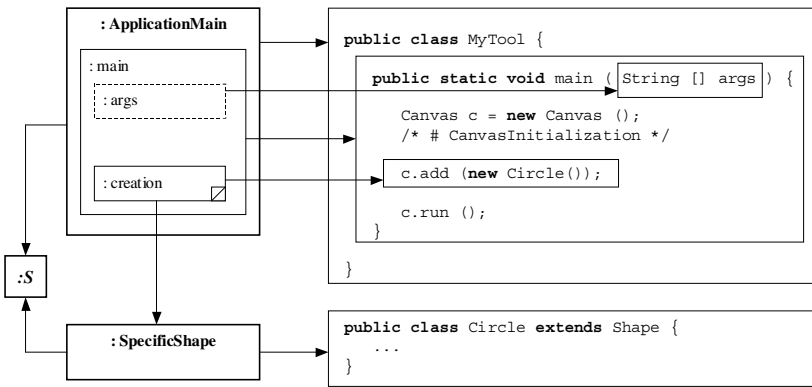 : ApplicationMain
: main
: args
: creation
:S
: SpecificShape
public class MyTool {
public static void main ( String [] args ) {
Canvas c = new Canvas ();
/* # CanvasInitialization */
c.add (new Circle());
c.run ();
}
}
public class Circle extends Shape {
...
}